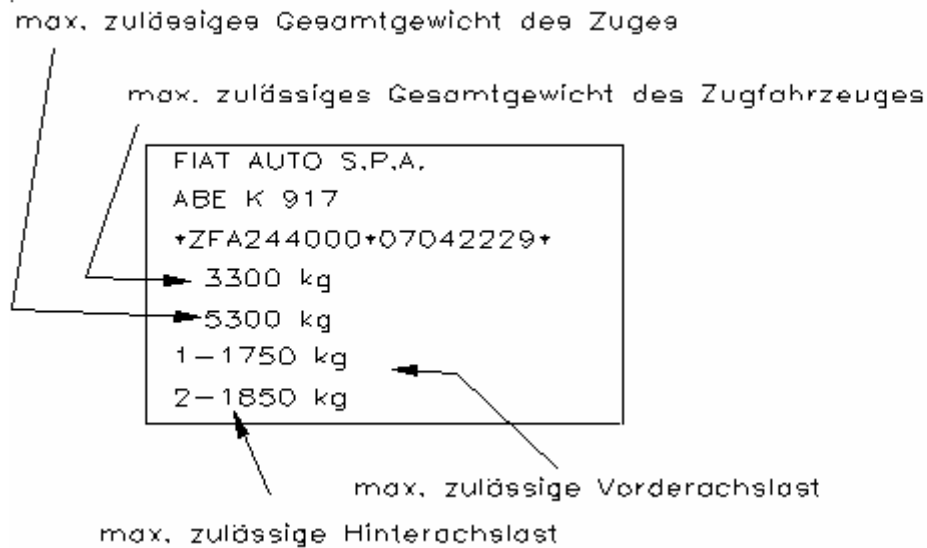 max. zulässiges Gesamtgewicht des Zuges
max. zulässiges Gesamtgewicht des Zugfahrzeuges
FIAT AUTO S.P.A.
ABE K 917
*ZFA244000*07042229*
3300 kg
5300 kg
1-1750 kg
2-1850 kg
max. zulässige Vorderachslast
max. zulässige Hinterachslast